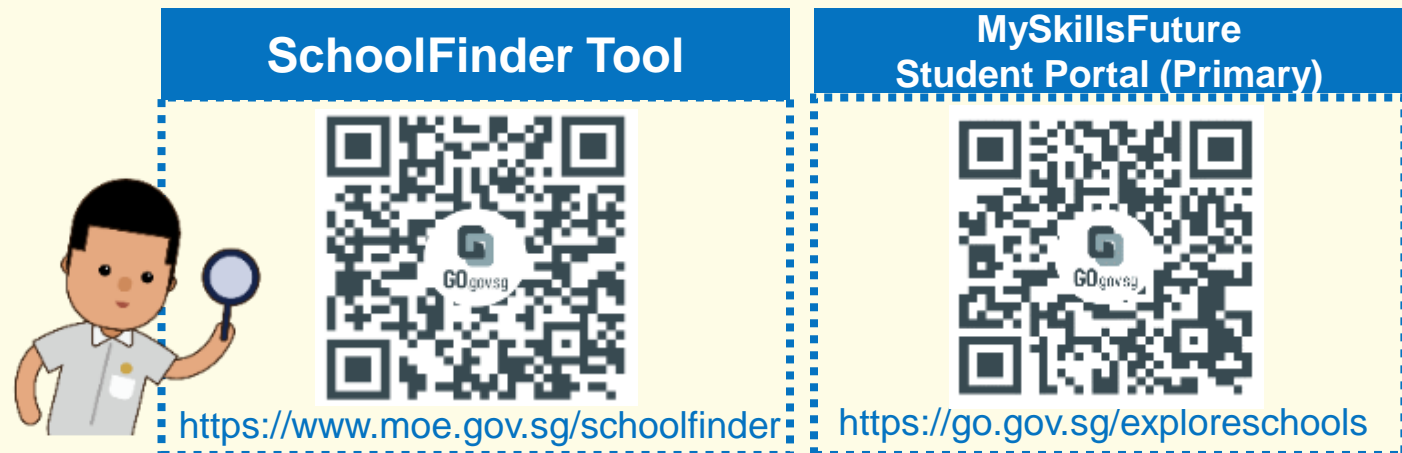 SchoolFinder Tool
MySkillsFuture
Student Portal (Primary)
GOgovsg
GOgovsg
https://www.moe.gov.sg/schoolfinder
https://go.gov.sg/exploreschools